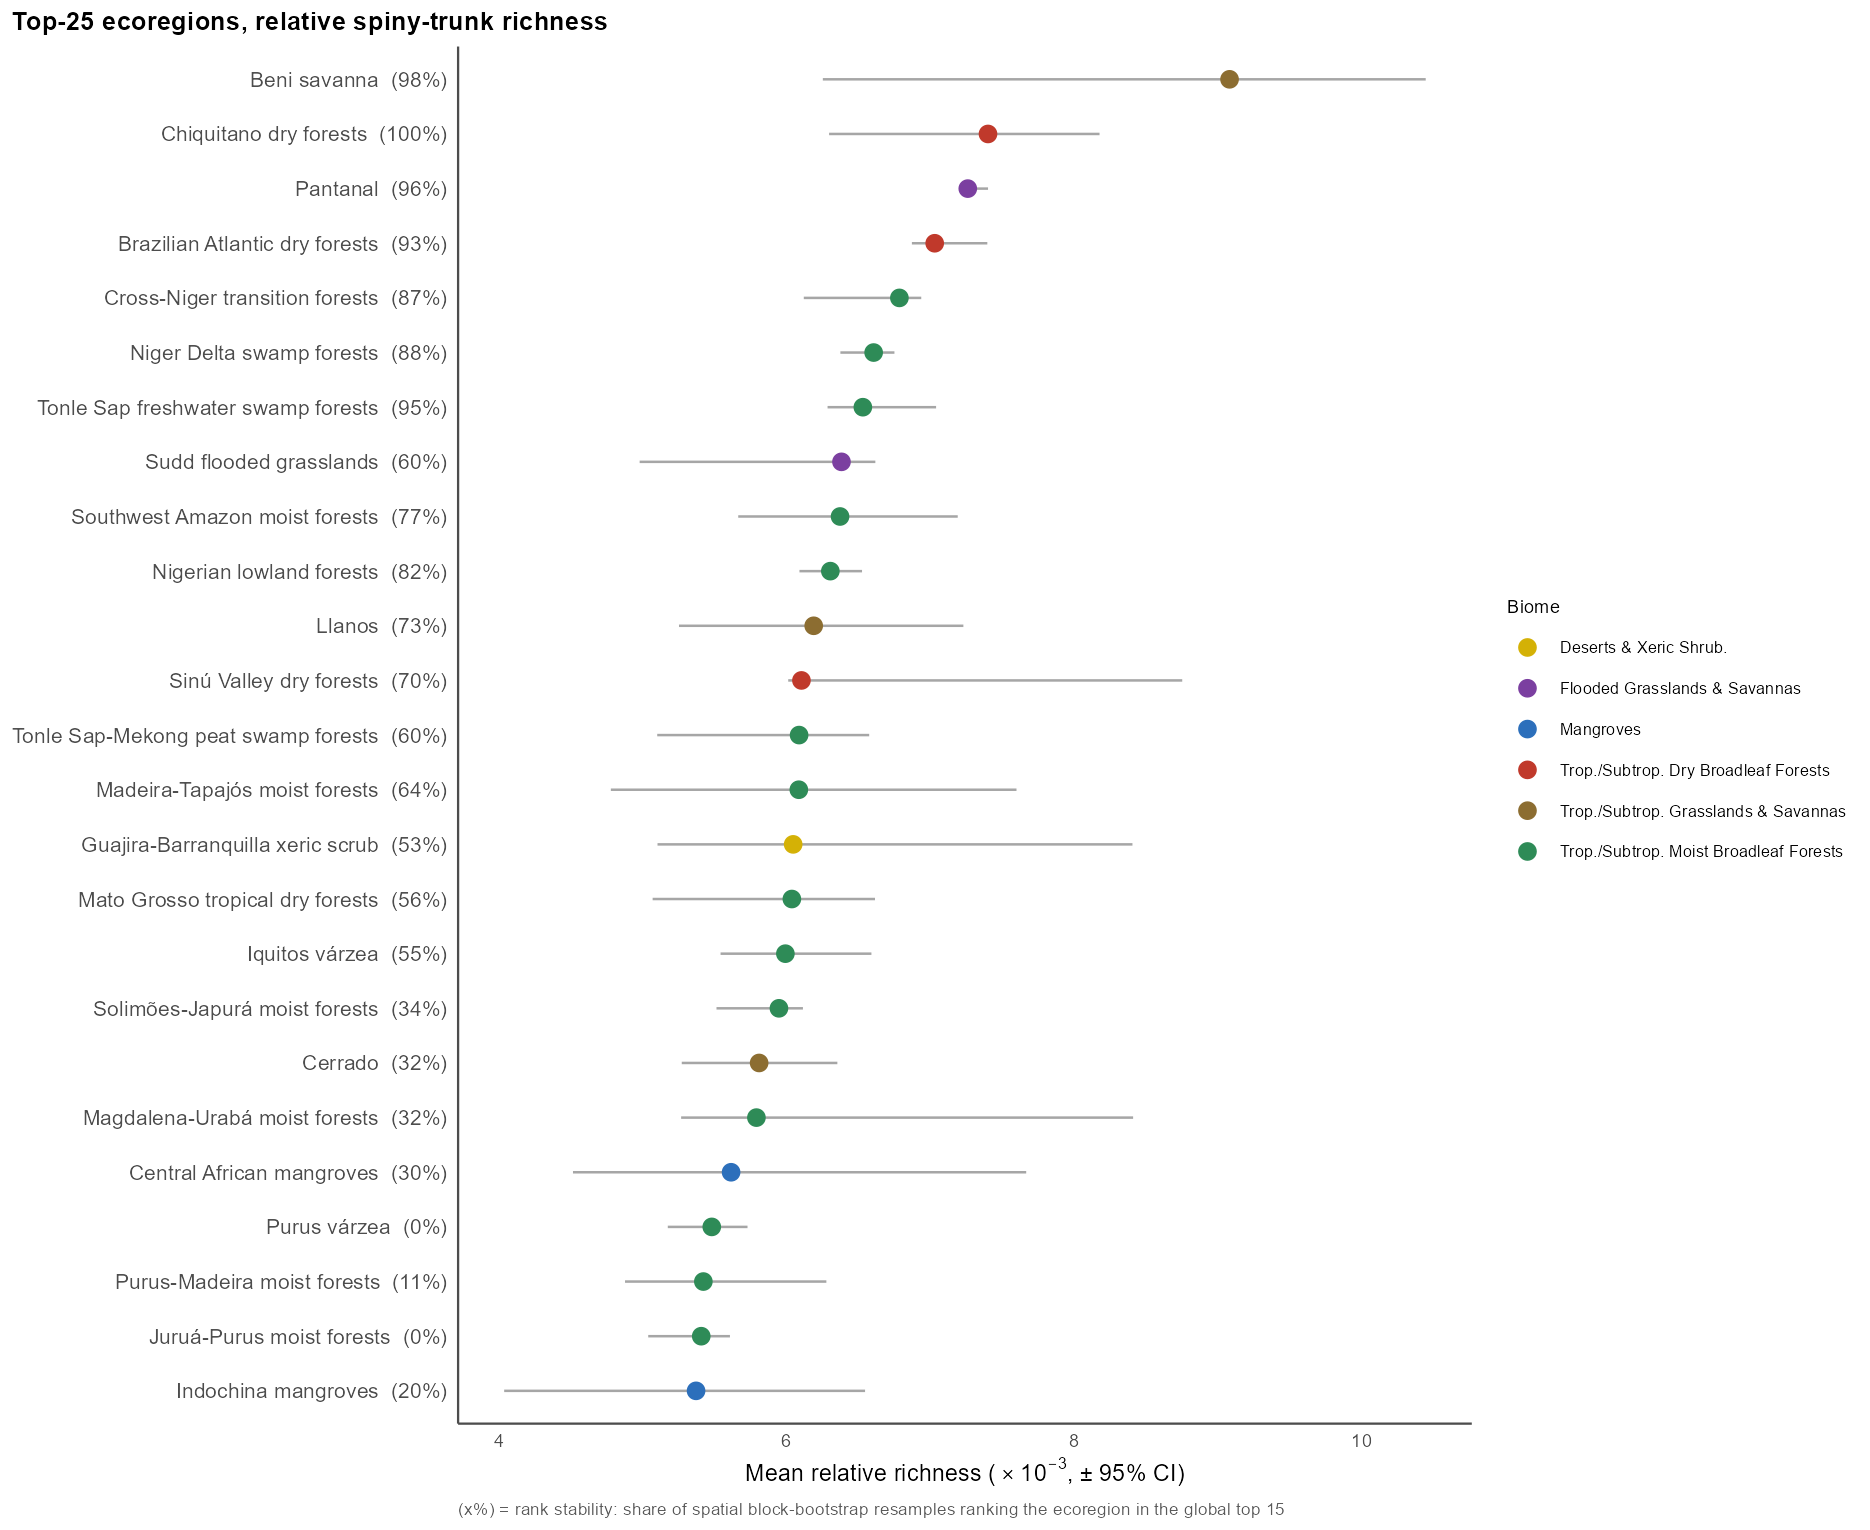 Top-25 ecoregions, relative spiny-trunk richness
Beni savanna (98%)
Chiquitano dry forests (100%)
Pantanal (96%)
Brazilian Atlantic dry forests (93%)
Cross-Niger transition forests (87%)
Niger Delta swamp forests (88%)
Tonle Sap freshwater swamp forests (95%)
Sudd flooded grasslands (60%)
Southwest Amazon moist forests (77%)
Nigerian lowland forests (82%)
Llanos (73%)
Sinú Valley dry forests (70%)
Tonle Sap-Mekong peat swamp forests (60%)
Madeira-Tapajós moist forests (64%)
Guajira-Barranquilla xeric scrub (53%)
Mato Grosso tropical dry forests (56%)
Iquitos várzea (55%)
Solimões-Japurá moist forests (34%)
Cerrado (32%)
Magdalena-Urabá moist forests (32%)
Central African mangroves (30%)
Purus várzea (0%)
Purus-Madeira moist forests (11%)
Juruá-Purus moist forests (0%)
Indochina mangroves (20%)
4 6 8 10
Mean relative richness ( × 10⁻³, ± 95% CI)
(x%) = rank stability: share of spatial block-bootstrap resamples ranking the ecoregion in the global top 15
Biome
Deserts & Xeric Shrub.
Flooded Grasslands & Savannas
Mangroves
Trop./Subtrop. Dry Broadleaf Forests
Trop./Subtrop. Grasslands & Savannas
Trop./Subtrop. Moist Broadleaf Forests